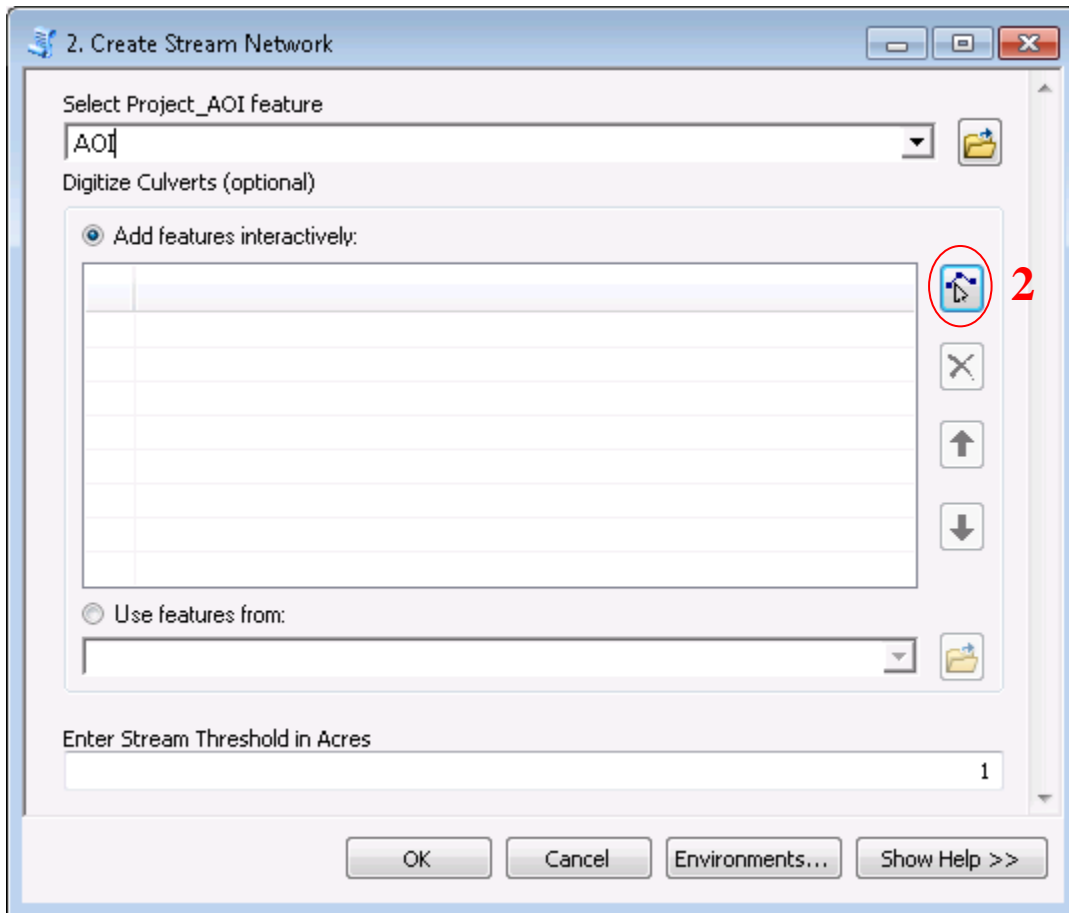 2. Create Stream Network
Select Project_AOI feature
AOI
Digitize Culverts (optional)
Add features interactively:
2
Use features from:
Enter Stream Threshold in Acres
1
OK Cancel Environments... Show Help >>